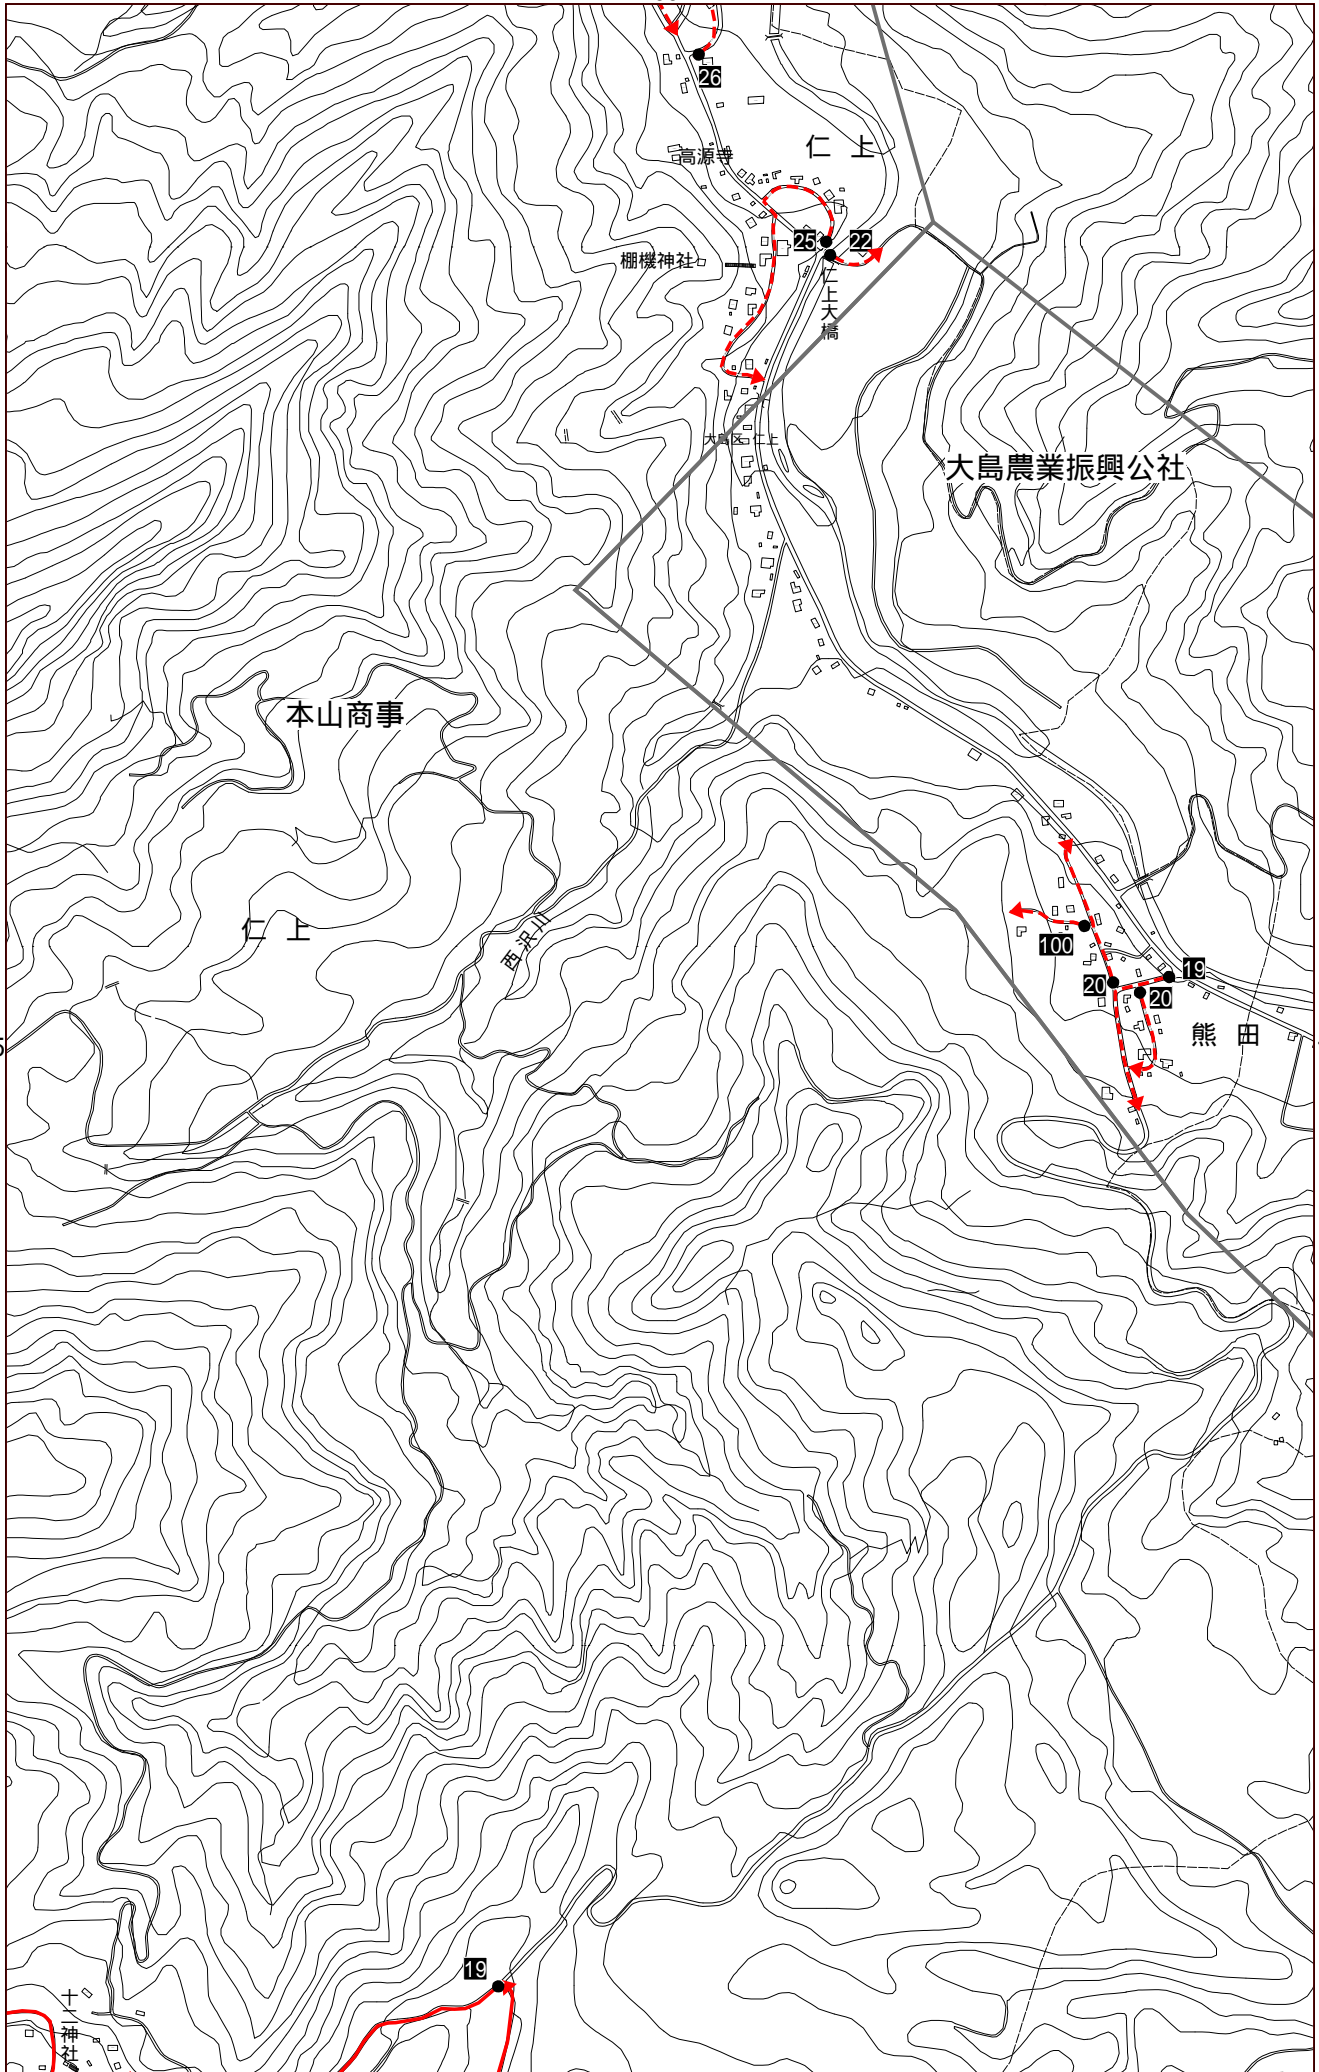 26
仁上
高源寺
25
22
棚機神社
仁上大橋
大島区 仁上
大島農業振興公社
本山商事
仁上
西沢川
100
19
20
20
熊田
5
19
十二神社